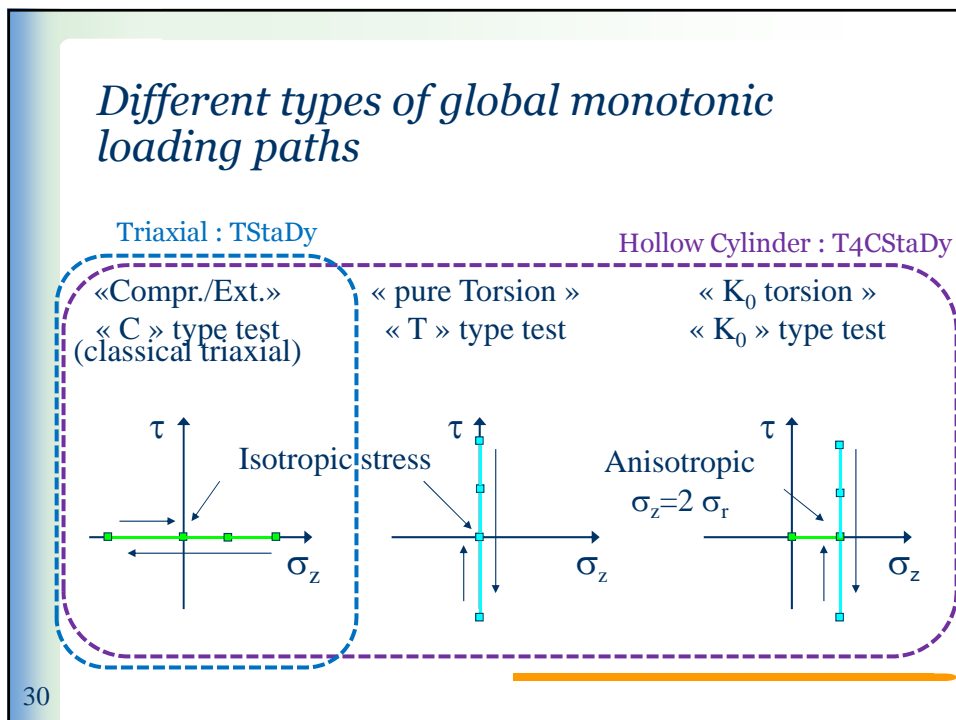 Different types of global monotonic
loading paths
Triaxial : TStaDy
Hollow Cylinder : T4CStaDy
«Compr./Ext.»
« C » type test
(classical triaxial)
« pure Torsion »
« T » type test
« K₀ torsion »
« K₀ » type test
τ
Isotropic stress
σz
τ
σz
τ
Anisotropic
σz=2 σr
σz
30